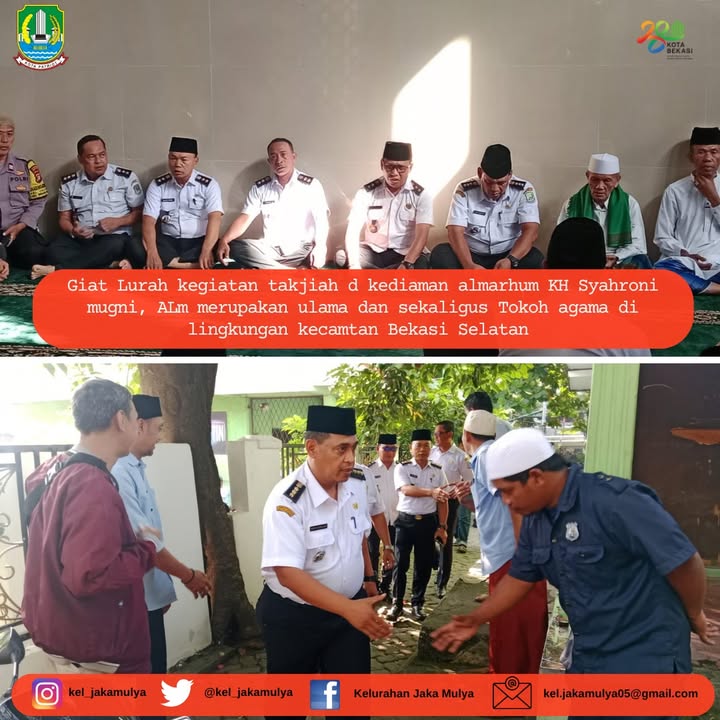 KOTA BEKASI
Giat Lurah kegiatan takjiah d kediaman almarhum KH Syahroni
mugni, ALm merupakan ulama dan sekaligus Tokoh agama di
lingkungan kecamtan Bekasi Selatan
kel_jakamulya
@kel_jakamulya
Kelurahan Jaka Mulya
kel.jakamulya05@gmail.com